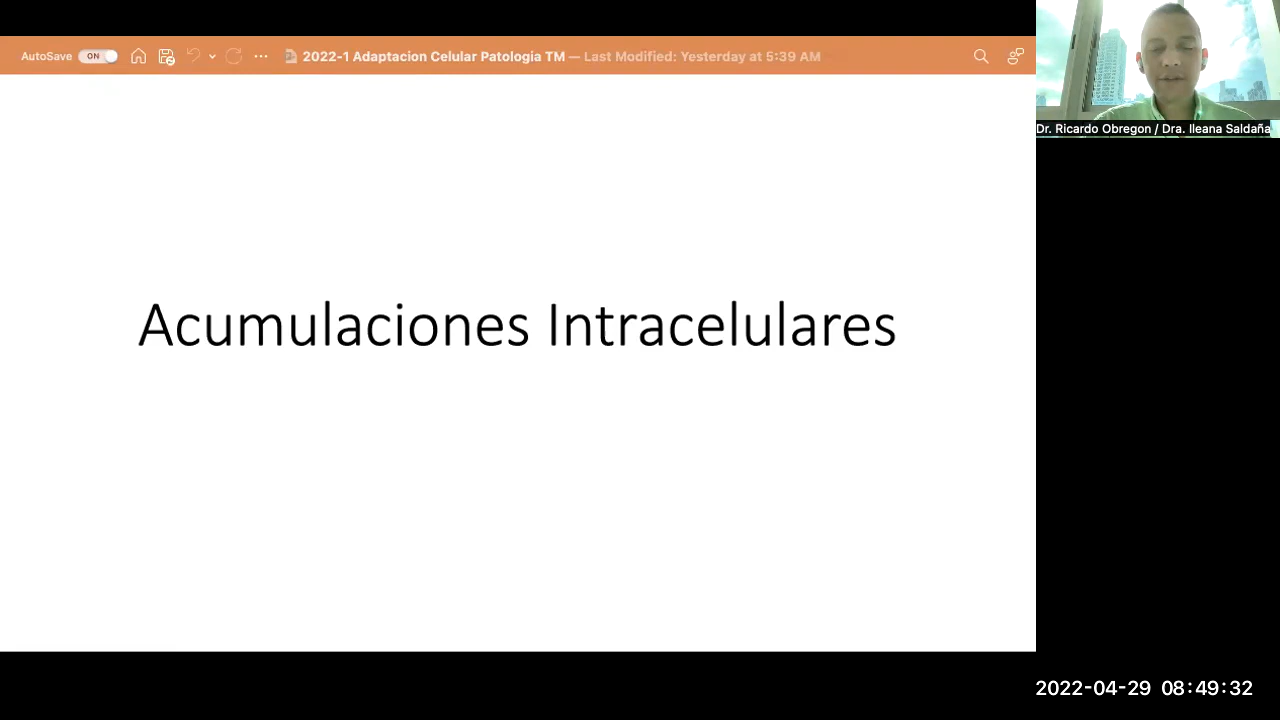 AutoSave ON ... 2022-1 Adaptacion Celular Patologia TM — Last Modified: Yesterday at 5:39 AM
Dr. Ricardo Obregon / Dra. Ileana Saldaña
Acumulaciones Intracelulares
2022-04-29 08:49:32